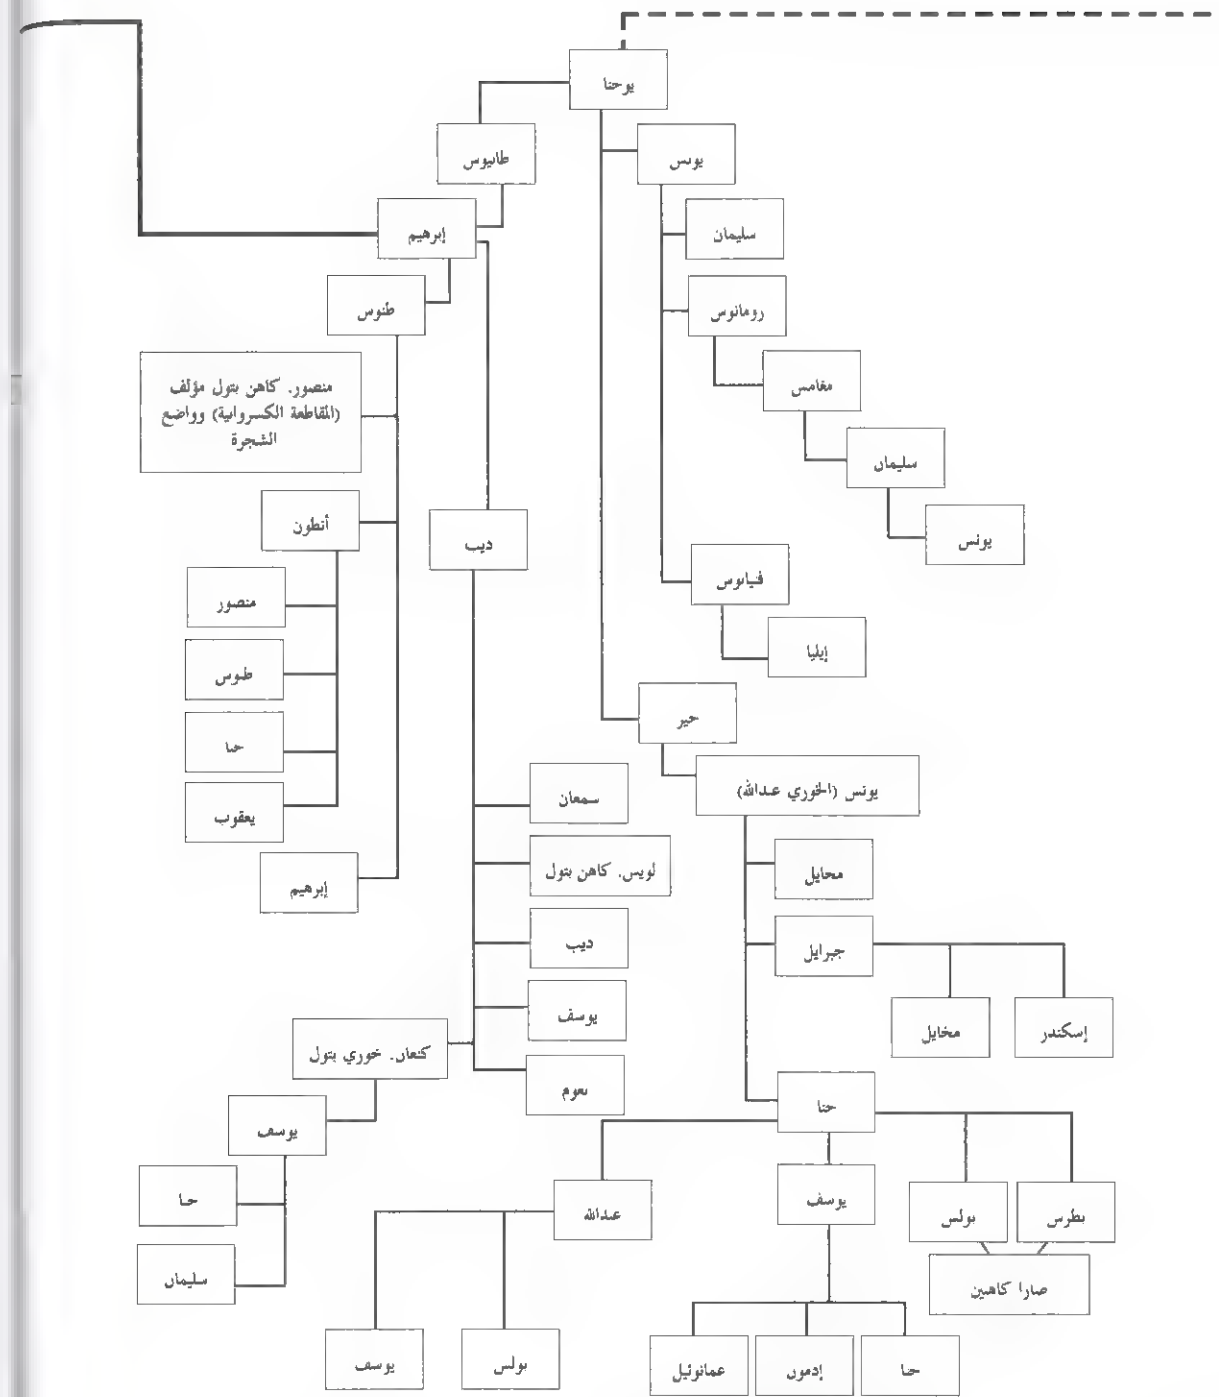 يوحنا
طانيوس
يونس
إبرهيم
سليمان
طنوس
رومانوس
منصور. كاهن بتول مؤلف
(المقاطعة الكسروانية) وواضع
الشجرة
مغامس
سليمان
أنطون
ديب
يونس
منصور
فنيانوس
طنوس
إيليا
حنا
خير
يعقوب
سمعان
يونس (الخوري عبدالله)
إبرهيم
لويس. كاهن بتول
مخايل
ديب
جبرايل
يوسف
مخايل
إسكندر
كنعان. خوري بتول
نعوم
حنا
يوسف
حنا
عبدالله
يوسف
بولس
بطرس
سليمان
صارا كاهنين
يوسف
بولس
عمانوئيل
إدمون
حنا